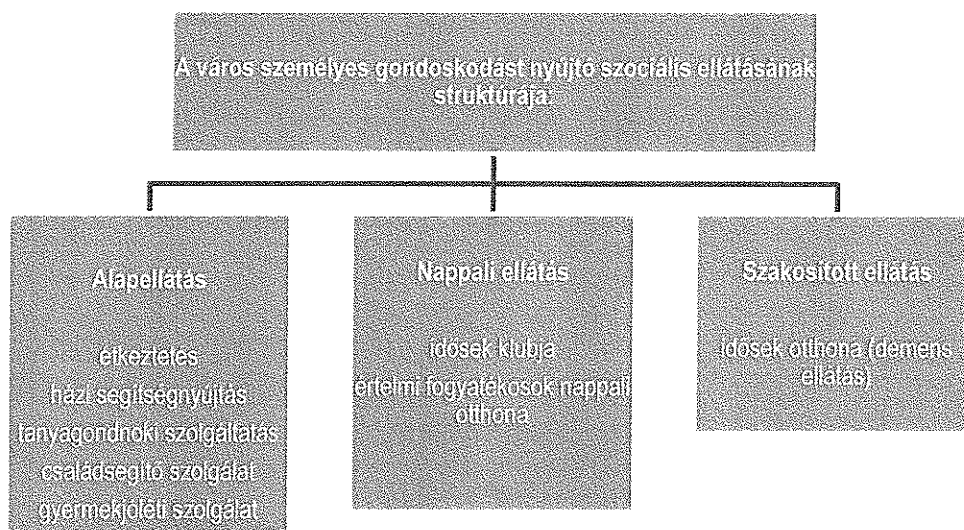 A város személyes gondoskodást nyújtó szociális ellátásának
struktúrája
Alapellátás
étkeztetés
házi segítségnyújtás
tanyagondnoki szolgáltatás
családsegítő szolgálat
gyermekjóléti szolgálat
Nappali ellátás
idősek klubja
értelmi fogyatékosok nappali
otthona
Szakosított ellátás
idősek otthona (demens
ellátás)